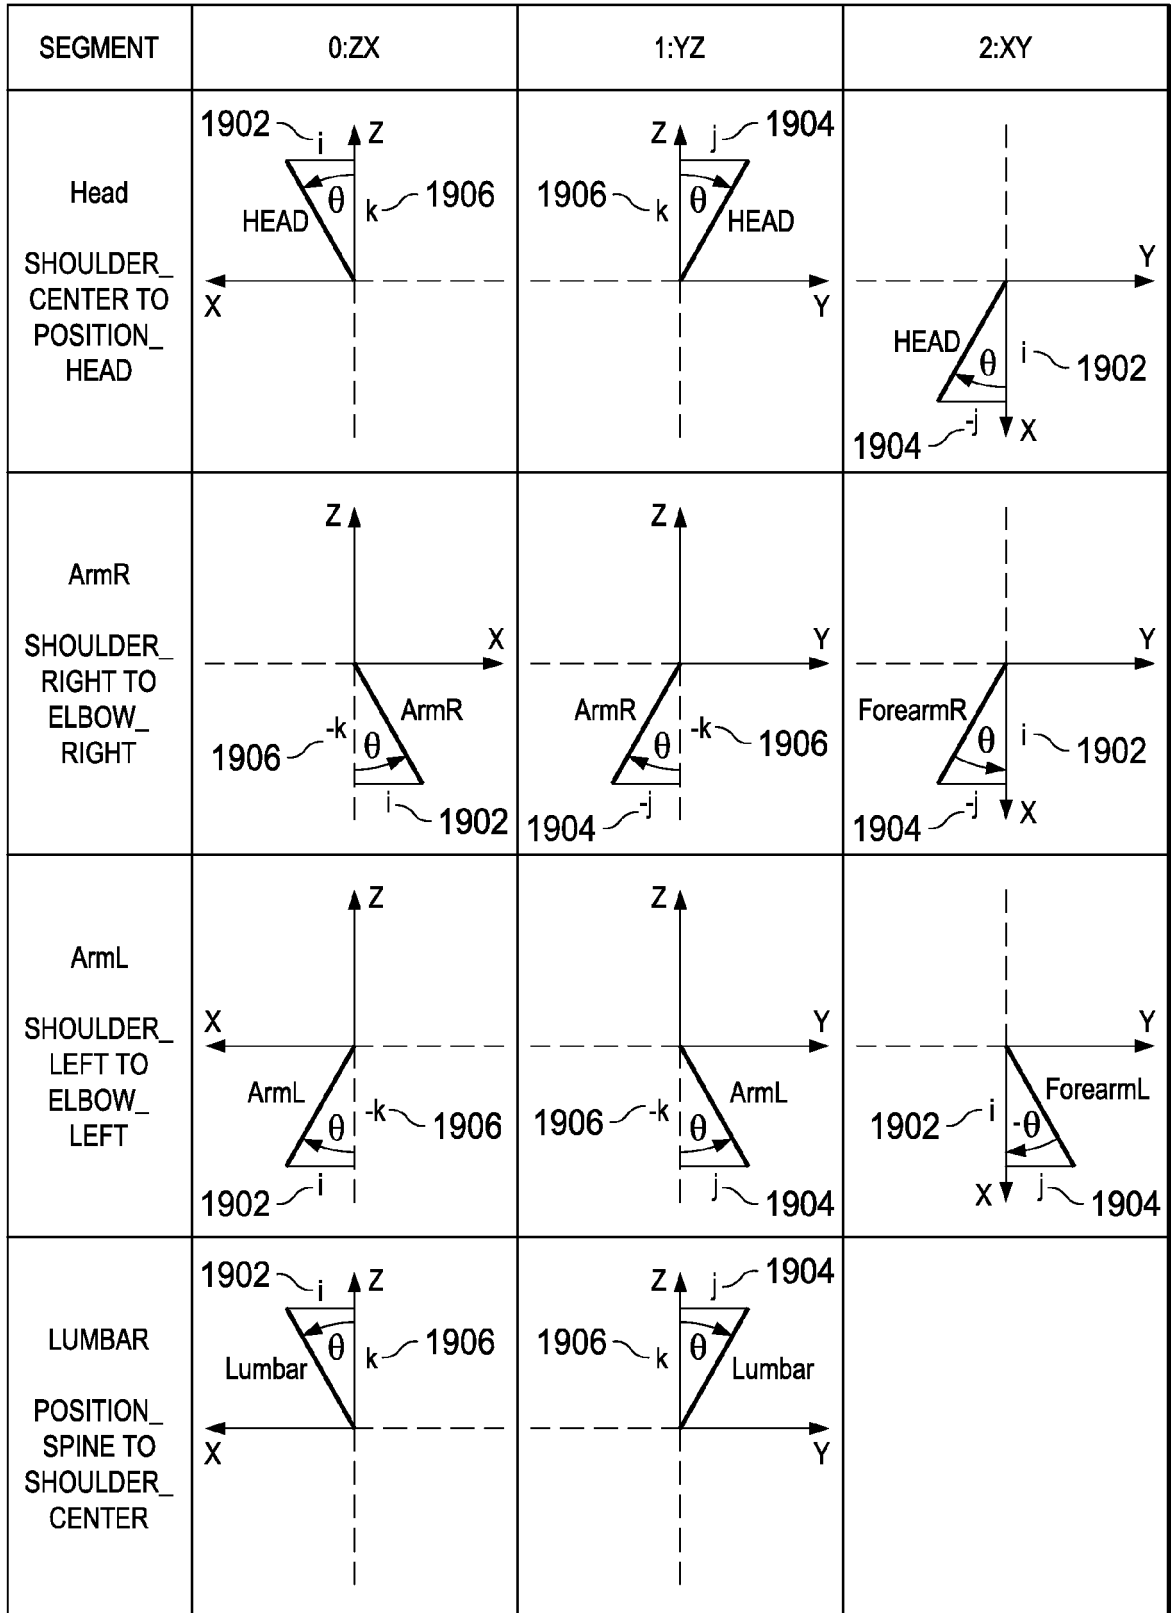 SEGMENT
0:ZX
1:YZ
2:XY
Head
SHOULDER_
CENTER TO
POSITION_
HEAD
1902 i Z
θ k 1906
HEAD
X
Z j 1904
1906 k θ
HEAD
Y
Y
HEAD θ i 1902
1904 -j X
ArmR
SHOULDER_
RIGHT TO
ELBOW_
RIGHT
Z
X
-k ArmR
1906 θ
i 1902
Z
Y
ArmR -k
θ 1906
1904 -j
Y
ForearmR
θ i 1902
1904 -j X
ArmL
SHOULDER_
LEFT TO
ELBOW_
LEFT
Z
X
ArmL
θ -k 1906
1902 i
Z
Y
ArmL
1906 -k θ
j 1904
Y
ForearmL
1902 i -θ
X j 1904
LUMBAR
POSITION_
SPINE TO
SHOULDER_
CENTER
1902 i Z
θ k 1906
Lumbar
X
Z j 1904
1906 k θ
Lumbar
Y